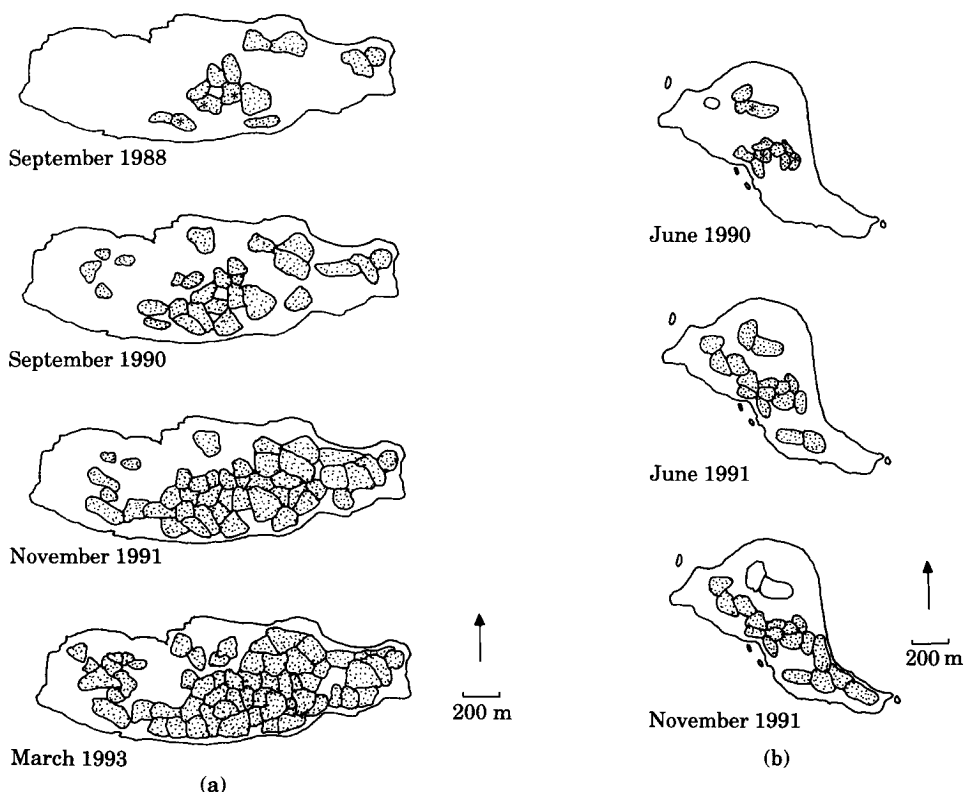 September 1988
September 1990
November 1991
200 m
March 1993
(a)
June 1990
June 1991
200 m
November 1991
(b)